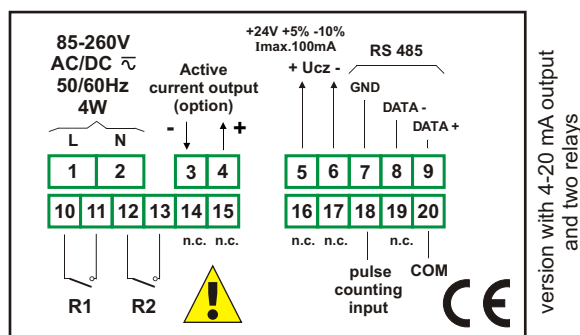 85-260V
AC/DC ⏦
50/60Hz
4W
L N
Active
current output
(option)
- +
+24V +5% -10%
Imax.100mA
+ Ucz -
RS 485
GND
DATA -
DATA +
1 2 3 4 5 6 7 8 9
10 11 12 13 14 15 16 17 18 19 20
n.c. n.c. n.c. n.c. n.c.
R1 R2
!
pulse
counting
input
COM
CE
version with 4-20 mA output
and two relays